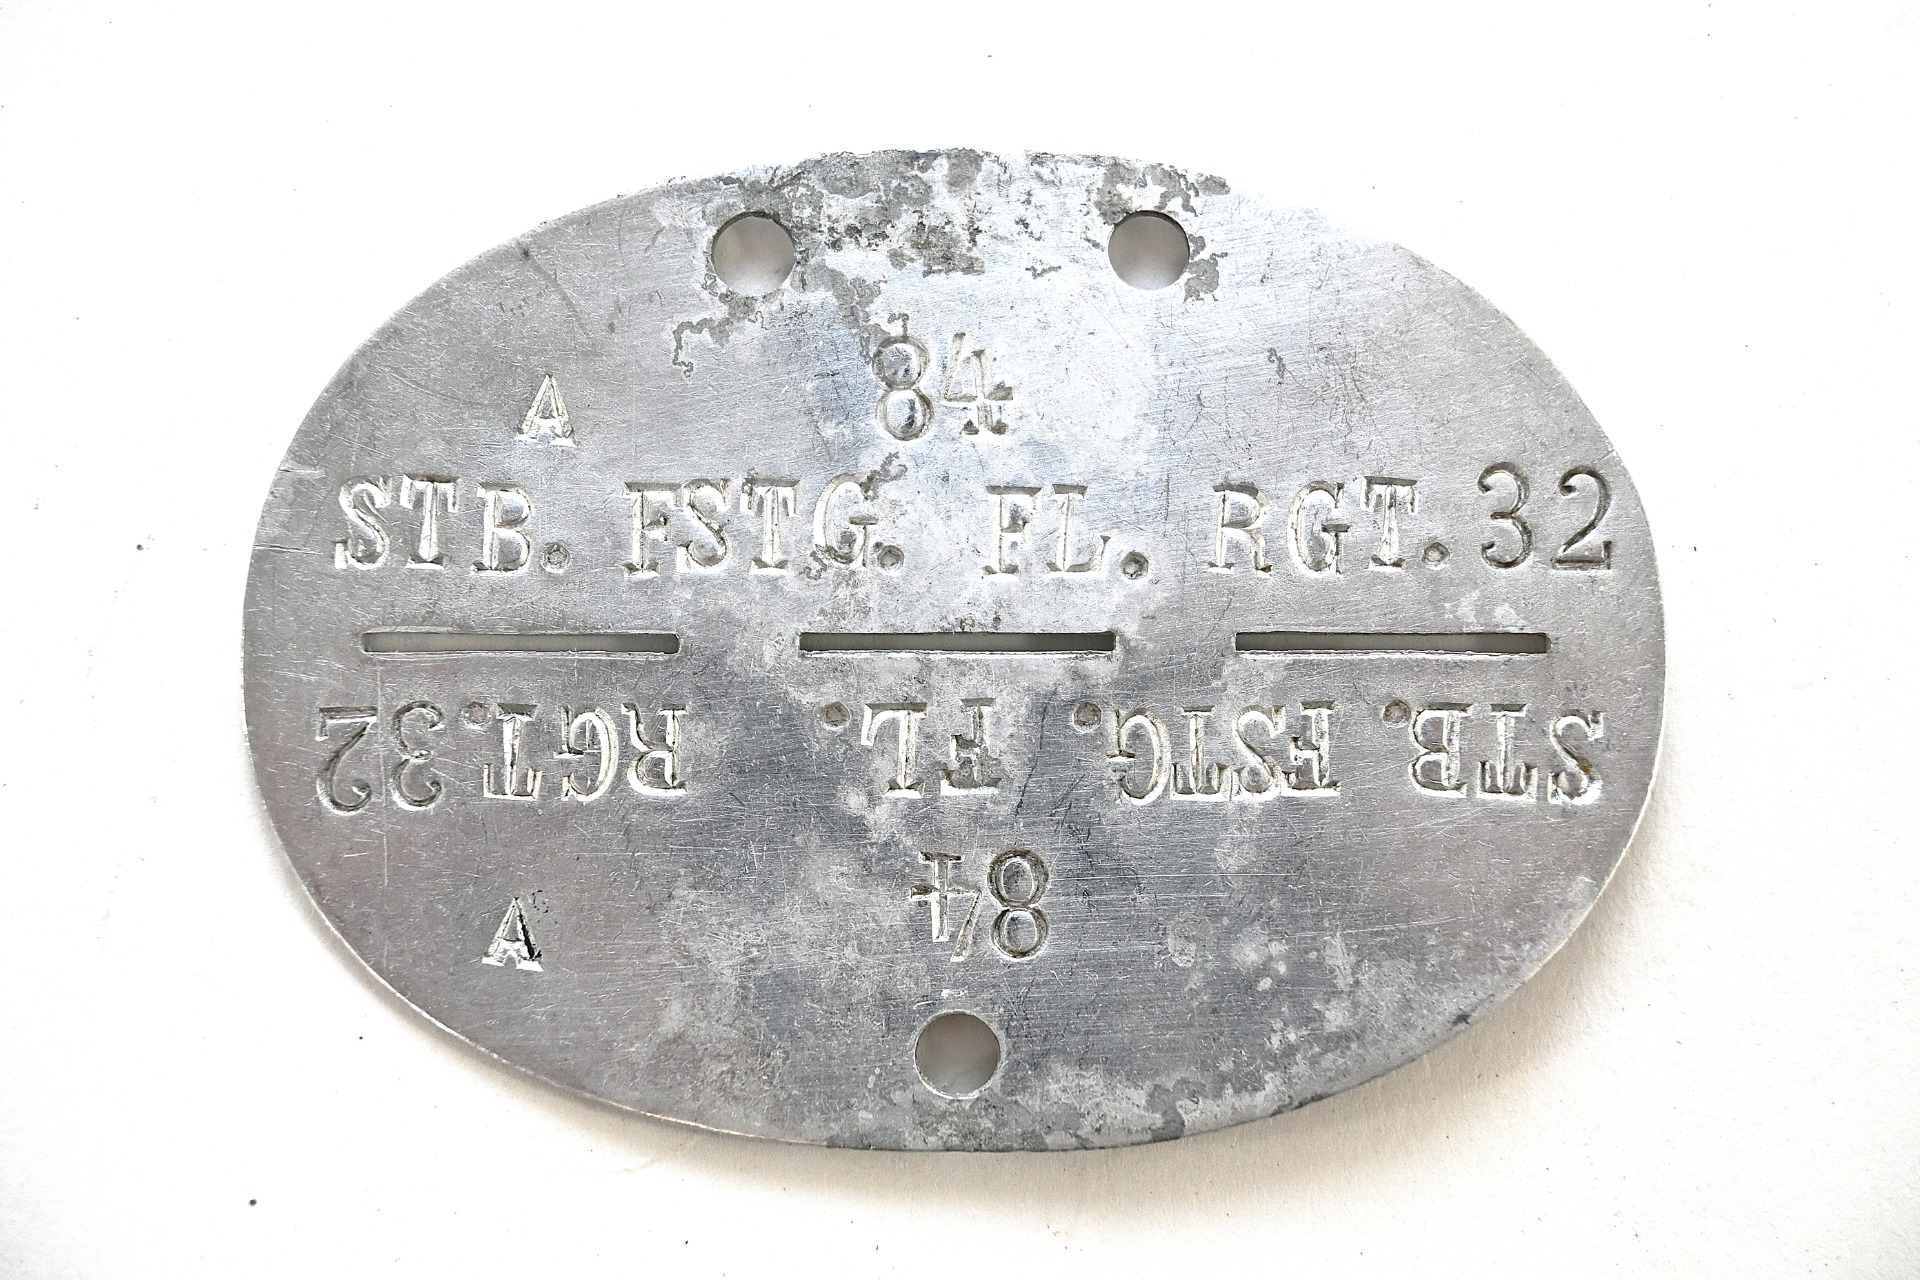 84
A
STB. FSTG. FL. RGT. 32
STB. FSTG. FL. RGT. 32
84
A